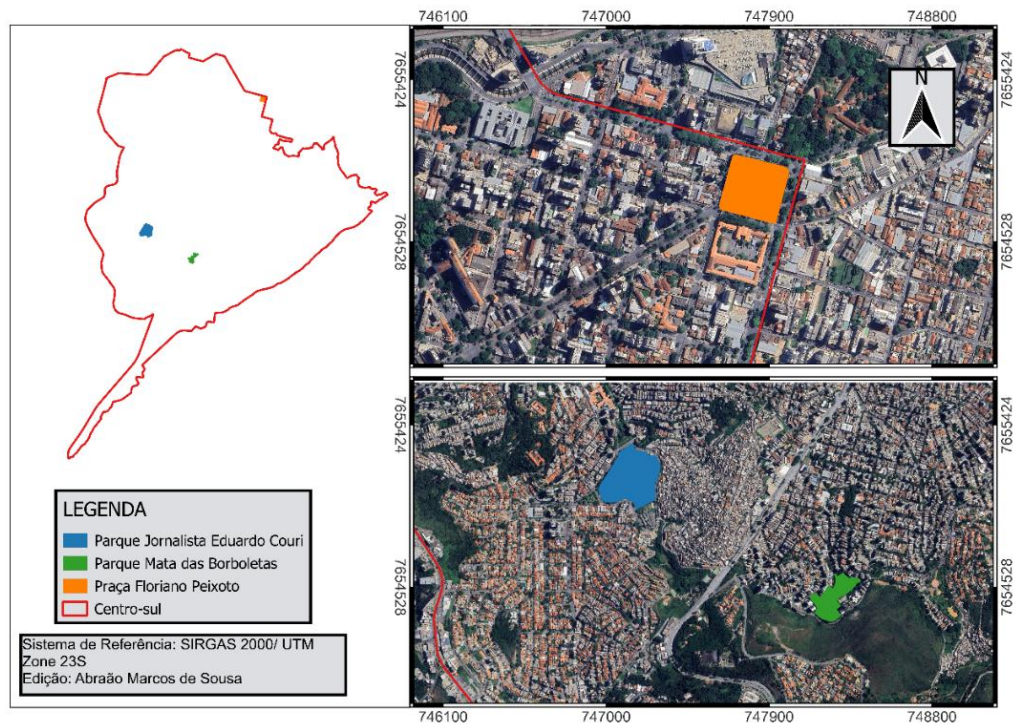 746100 747000 747900 748800
7655424 7655424
N
7654528 7654528
7655424 7655424
7654528 7654528
LEGENDA
Parque Jornalista Eduardo Couri
Parque Mata das Borboletas
Praça Floriano Peixoto
Centro-sul
Sistema de Referência: SIRGAS 2000/ UTM
Zone 23S
Edição: Abraão Marcos de Sousa
746100 747000 747900 748800